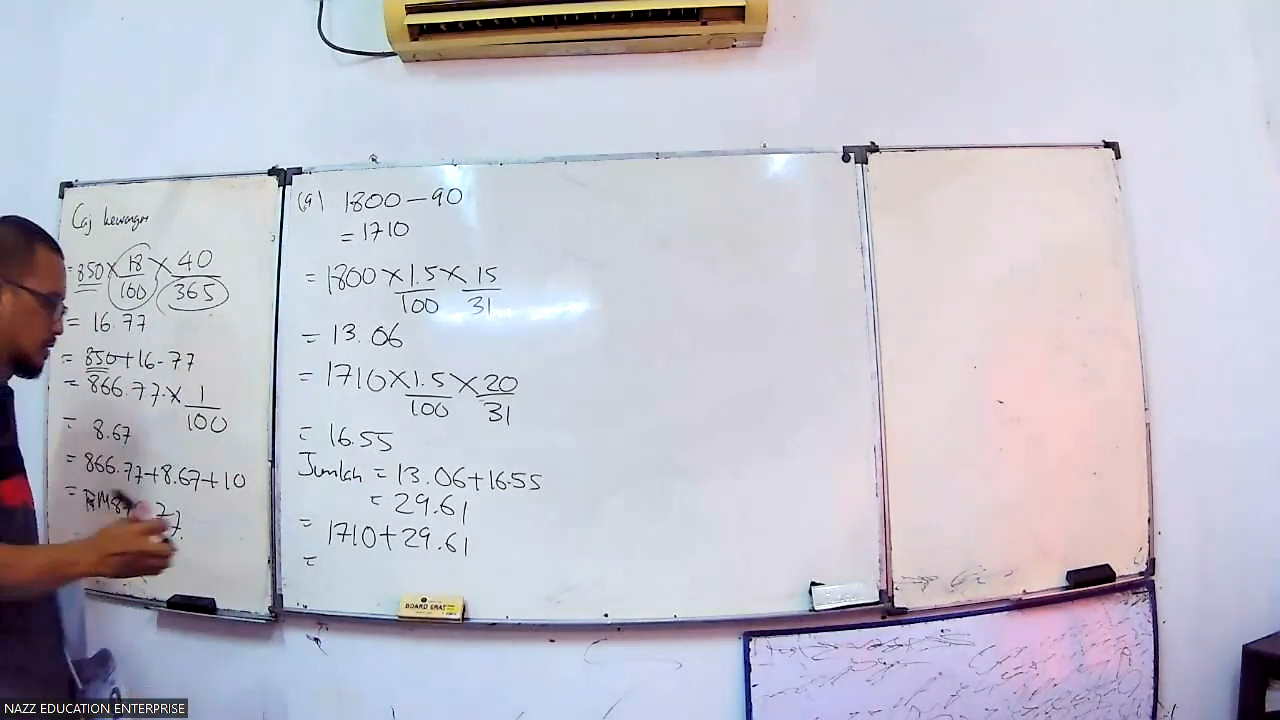 Caj kewangan
= 850 × 18/100 × 40/365
= 16.77
= 850 + 16.77
= 866.77 × 1/100
= 8.67
= 866.77 + 8.67 + 10
= RM8
(a) 1800 − 90
= 1710
= 1800 × 1.5/100 × 15/31
= 13.06
= 1710 × 1.5/100 × 20/31
= 16.55
Jumlah = 13.06 + 16.55
= 29.61
= 1710 + 29.61
=
BOARD ERA
NAZZ EDUCATION ENTERPRISE